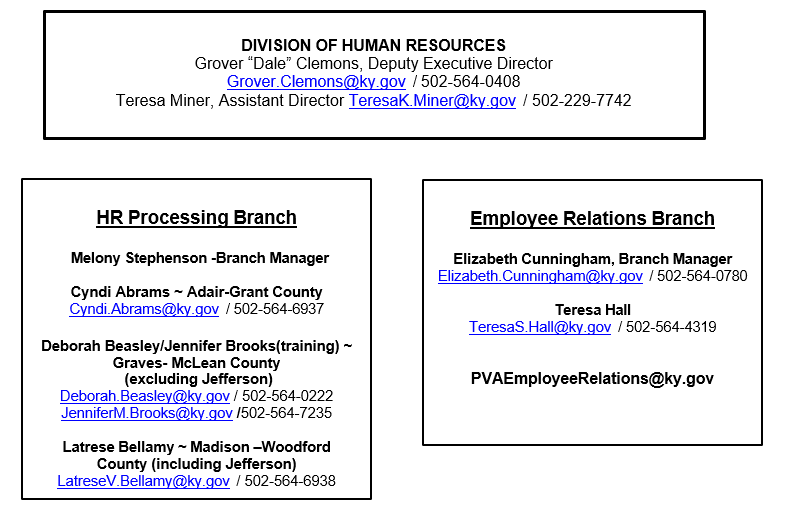 DIVISION OF HUMAN RESOURCES
Grover “Dale” Clemons, Deputy Executive Director
Grover.Clemons@ky.gov / 502-564-0408
Teresa Miner, Assistant Director TeresaK.Miner@ky.gov / 502-229-7742
HR Processing Branch
Melony Stephenson -Branch Manager
Cyndi Abrams ~ Adair-Grant County
Cyndi.Abrams@ky.gov / 502-564-6937
Deborah Beasley/Jennifer Brooks(training) ~
Graves- McLean County
(excluding Jefferson)
Deborah.Beasley@ky.gov / 502-564-0222
JenniferM.Brooks@ky.gov /502-564-7235
Latrese Bellamy ~ Madison –Woodford
County (including Jefferson)
LatreseV.Bellamy@ky.gov / 502-564-6938
Employee Relations Branch
Elizabeth Cunningham, Branch Manager
Elizabeth.Cunningham@ky.gov / 502-564-0780
Teresa Hall
TeresaS.Hall@ky.gov / 502-564-4319
PVAEmployeeRelations@ky.gov